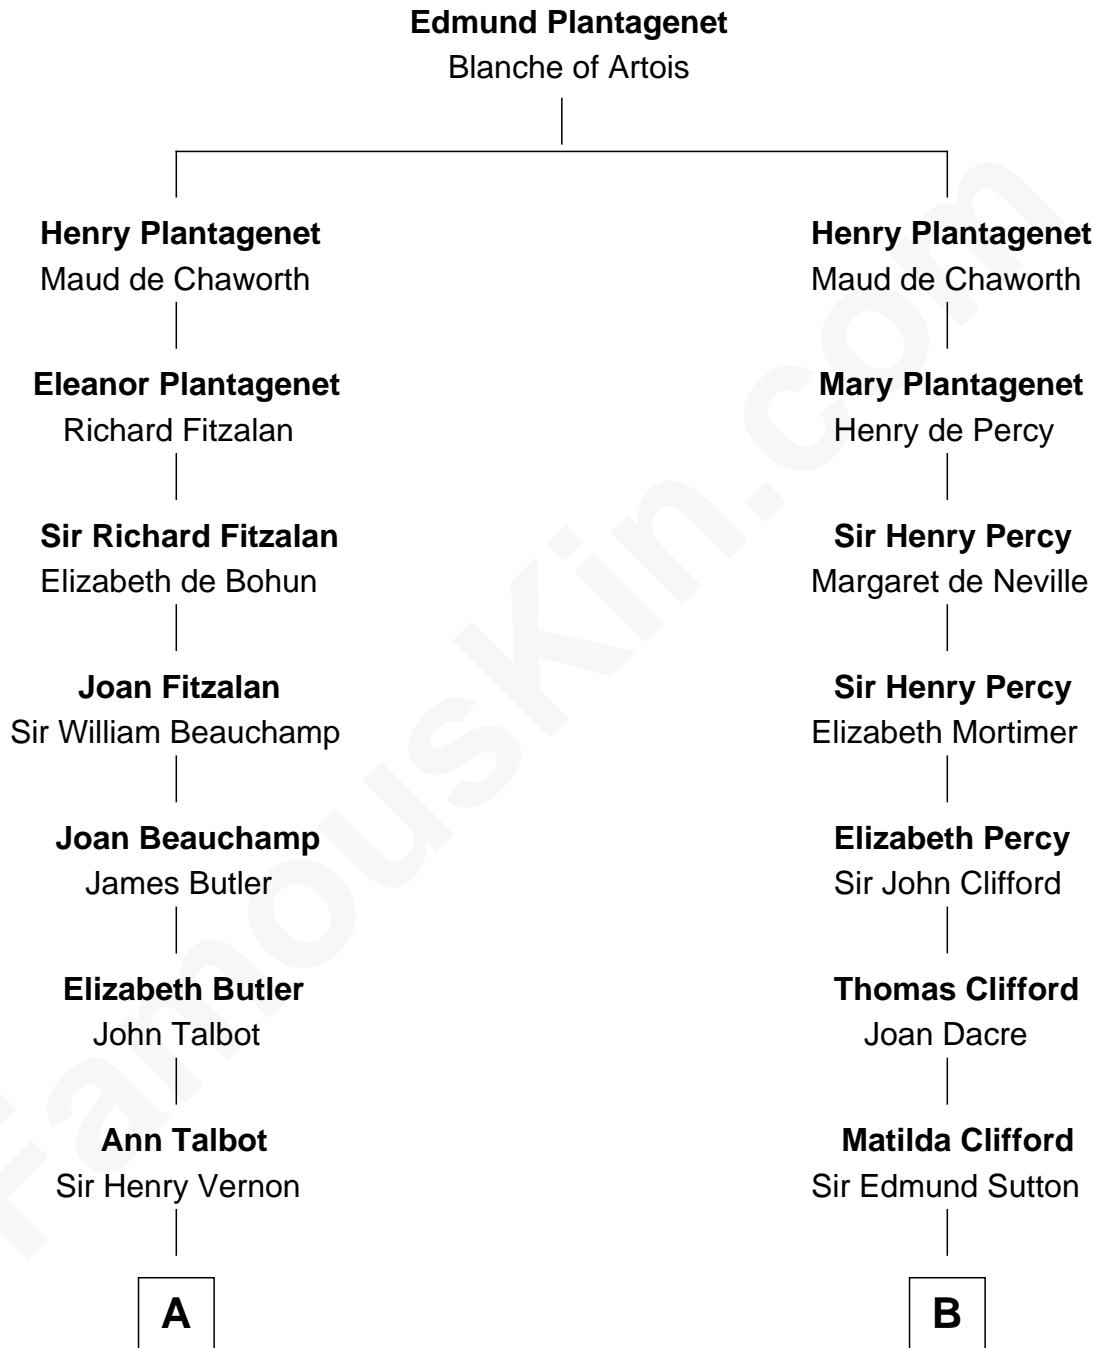 Edmund Plantagenet
Blanche of Artois
Henry Plantagenet
Maud de Chaworth
Henry Plantagenet
Maud de Chaworth
Eleanor Plantagenet
Richard Fitzalan
Mary Plantagenet
Henry de Percy
Sir Richard Fitzalan
Elizabeth de Bohun
Sir Henry Percy
Margaret de Neville
Joan Fitzalan
Sir William Beauchamp
Sir Henry Percy
Elizabeth Mortimer
Joan Beauchamp
James Butler
Elizabeth Percy
Sir John Clifford
Elizabeth Butler
John Talbot
Thomas Clifford
Joan Dacre
Ann Talbot
Sir Henry Vernon
Matilda Clifford
Sir Edmund Sutton
A
B
FamousKin.com